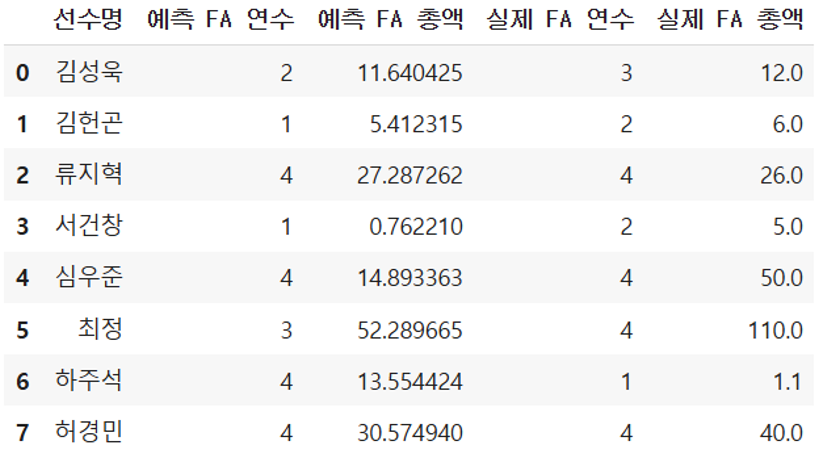 선수명 예측 FA 연수 예측 FA 총액 실제 FA 연수 실제 FA 총액
0 김성욱 2 11.640425 3 12.0
1 김헌곤 1 5.412315 2 6.0
2 류지혁 4 27.287262 4 26.0
3 서건창 1 0.762210 2 5.0
4 심우준 4 14.893363 4 50.0
5 최정 3 52.289665 4 110.0
6 하주석 4 13.554424 1 1.1
7 허경민 4 30.574940 4 40.0